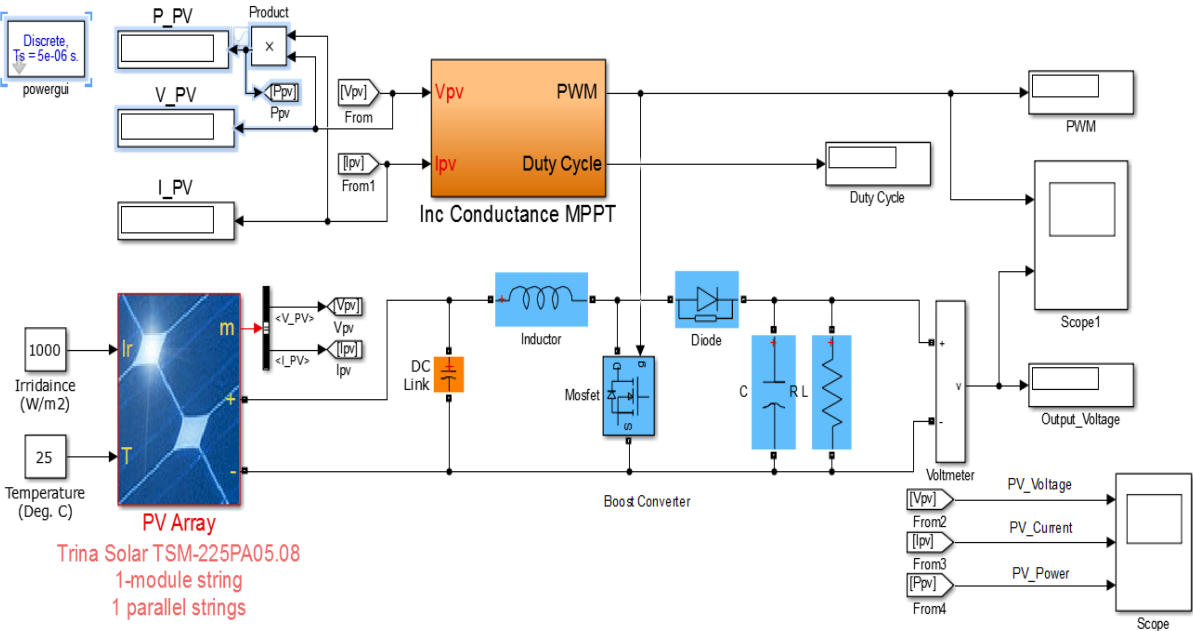 P_PV
Product
Discrete,
Ts = 5e-06 s.
powergui
×
[Ppv]
Ppv
V_PV
[Vpv]
From
Vpv
PWM
PWM
[Ipv]
From1
Ipv
Duty Cycle
Duty Cycle
I_PV
Inc Conductance MPPT
1000
Irridaince
(W/m2)
25
Temperature
(Deg. C)
Ir
T
m
+
-
<V_PV>
[Vpv]
Vpv
<I_PV>
[Ipv]
Ipv
PV Array
Trina Solar TSM-225PA05.08
1-module string
1 parallel strings
DC
Link
+
+
Inductor
Mosfet
g
D
S
Diode
+
C
+
R L
+
-
v
Voltmeter
Boost Converter
Scope1
Output_Voltage
[Vpv]
From2
PV_Voltage
[Ipv]
From3
PV_Current
[Ppv]
From4
PV_Power
Scope